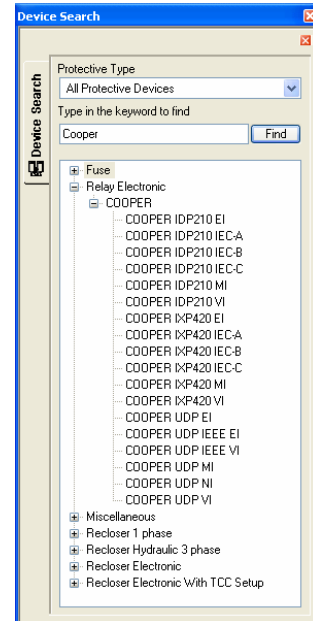 Device Search
Device Search
Protective Type
All Protective Devices
Type in the keyword to find
Cooper
Find
Fuse
Relay Electronic
COOPER
COOPER IDP210 EI
COOPER IDP210 IEC-A
COOPER IDP210 IEC-B
COOPER IDP210 IEC-C
COOPER IDP210 MI
COOPER IDP210 VI
COOPER IXP420 EI
COOPER IXP420 IEC-A
COOPER IXP420 IEC-B
COOPER IXP420 IEC-C
COOPER IXP420 MI
COOPER IXP420 VI
COOPER UDP EI
COOPER UDP IEEE EI
COOPER UDP IEEE VI
COOPER UDP MI
COOPER UDP NI
COOPER UDP VI
Miscellaneous
Recloser 1 phase
Recloser Hydraulic 3 phase
Recloser Electronic
Recloser Electronic With TCC Setup